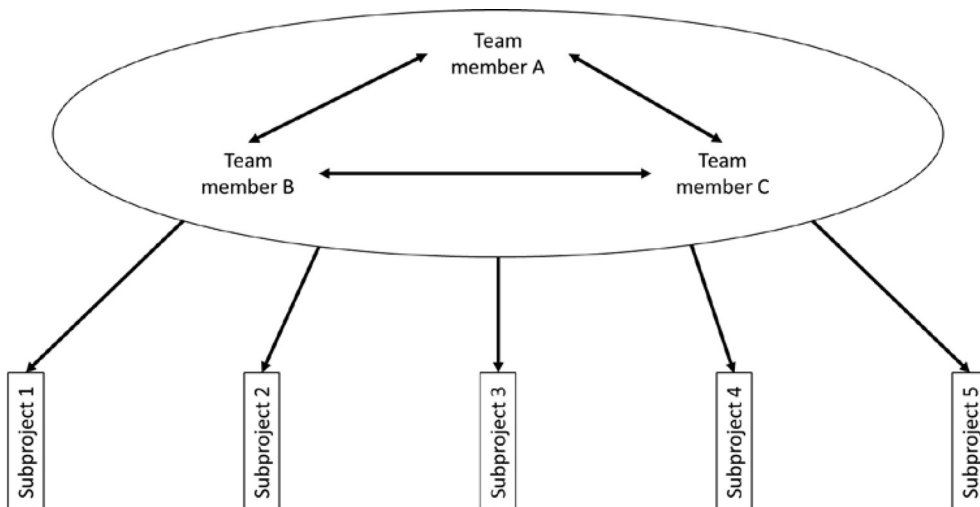 Team
member A
Team
member B
Team
member C
Subproject 1
Subproject 2
Subproject 3
Subproject 4
Subproject 5